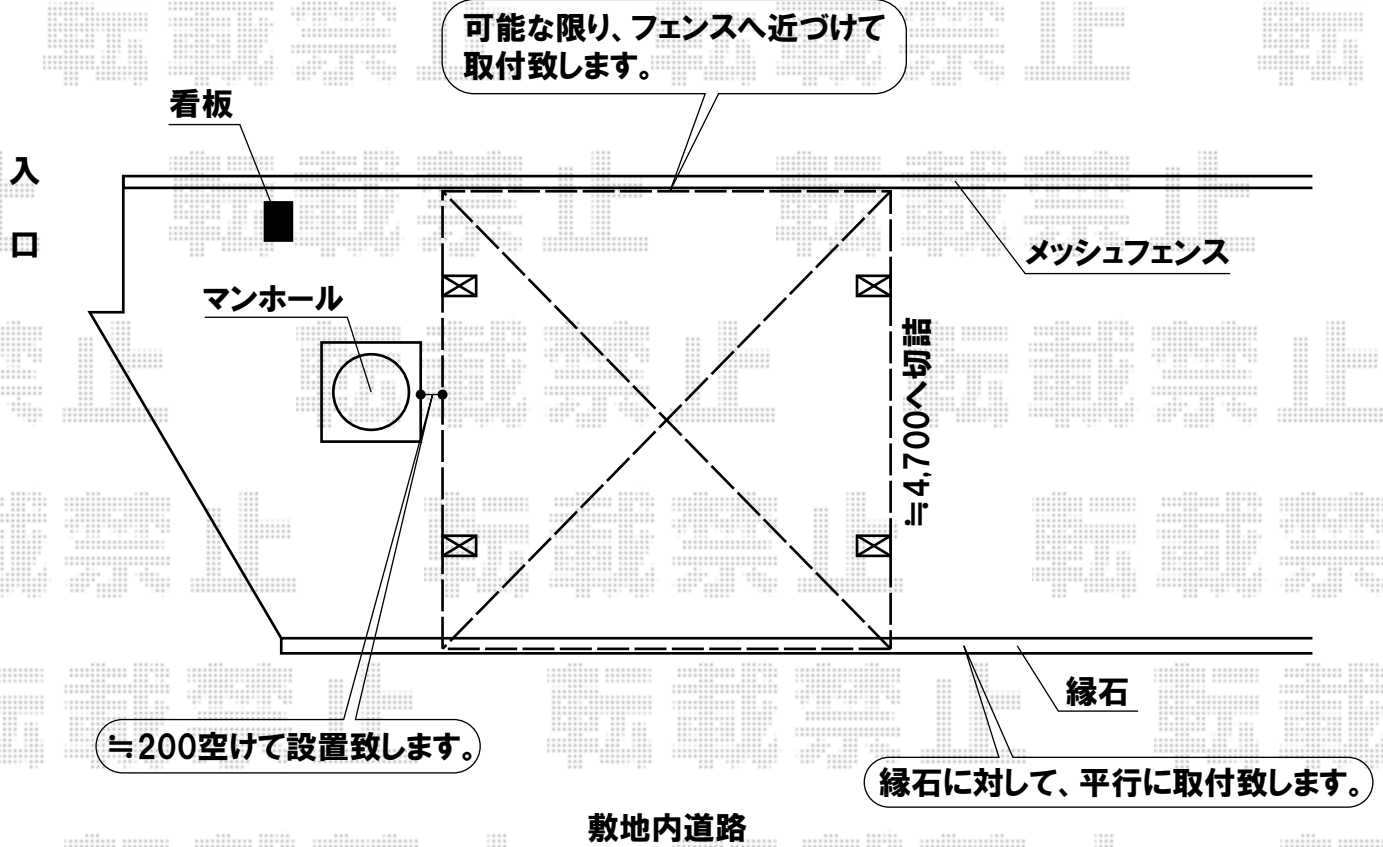 可能な限り、フェンスへ近づけて
取付致します。
看板
入口
メッシュフェンス
マンホール
≒4,700へ切詰
縁石
≒200空けて設置致します。
縁石に対して、平行に取付致します。
敷地内道路
転載禁止